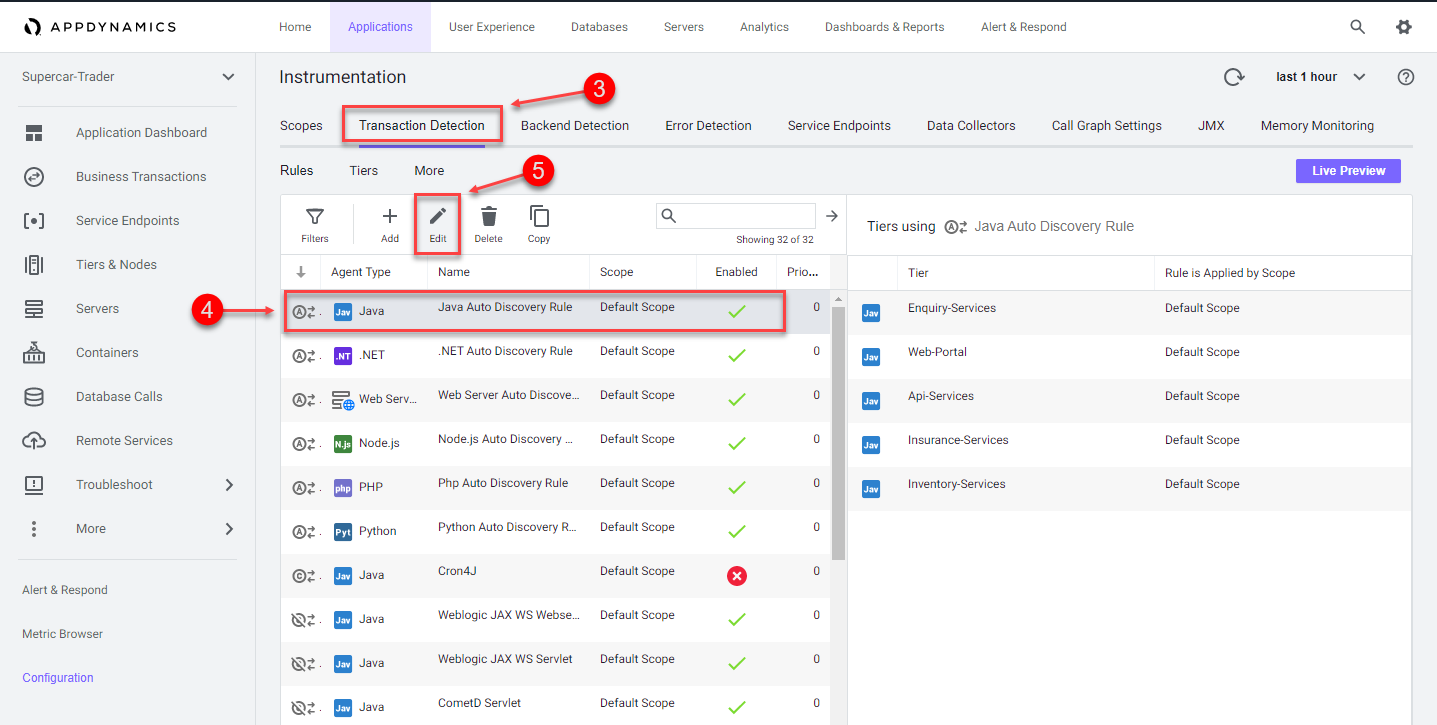 APPDYNAMICS Home Applications User Experience Databases Servers Analytics Dashboards & Reports Alert & Respond
Supercar-Trader Instrumentation last 1 hour
3
Scopes Transaction Detection Backend Detection Error Detection Service Endpoints Data Collectors Call Graph Settings JMX Memory Monitoring
Rules Tiers More 5 Live Preview
Filters Add Edit Delete Copy Showing 32 of 32
Tiers using Java Auto Discovery Rule
Agent Type Name Scope Enabled Prio...
Tier Rule is Applied by Scope
4
Jav Java Java Auto Discovery Rule Default Scope 0
.NT .NET .NET Auto Discovery Rule Default Scope 0
Web Serv... Web Server Auto Discove... Default Scope 0
N.js Node.js Node.js Auto Discovery ... Default Scope 0
php PHP Php Auto Discovery Rule Default Scope 0
Pyt Python Python Auto Discovery R... Default Scope 0
Jav Java Cron4J Default Scope 0
Jav Java Weblogic JAX WS Webse... Default Scope 0
Jav Java Weblogic JAX WS Servlet Default Scope 0
Jav Java CometD Servlet Default Scope 0
Jav Enquiry-Services Default Scope
Jav Web-Portal Default Scope
Jav Api-Services Default Scope
Jav Insurance-Services Default Scope
Jav Inventory-Services Default Scope
Application Dashboard
Business Transactions
Service Endpoints
Tiers & Nodes
Servers
Containers
Database Calls
Remote Services
Troubleshoot
More
Alert & Respond
Metric Browser
Configuration